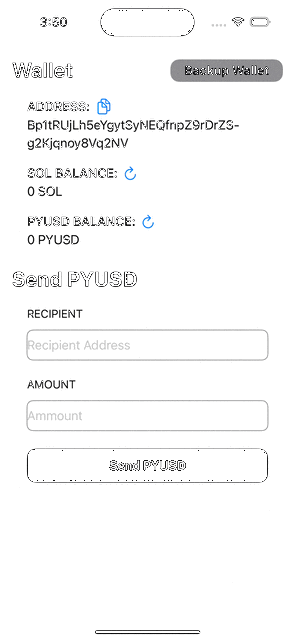 3:50
Wallet
Backup Wallet
ADDRESS:
Bp1tRUjLh5eYgytSyNEQfnpZ9rDrZS-
g2Kjqnoy8Vq2NV
SOL BALANCE:
0 SOL
PYUSD BALANCE:
0 PYUSD
Send PYUSD
RECIPIENT
Recipient Address
AMOUNT
Ammount
Send PYUSD